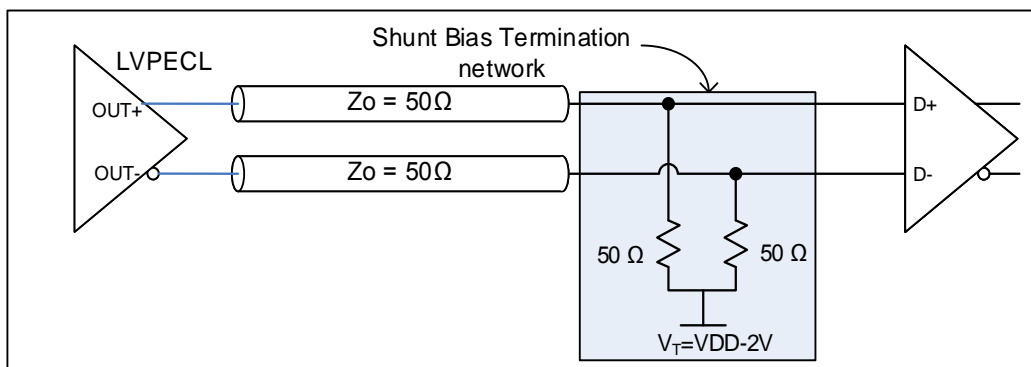 Shunt Bias Termination
network
LVPECL
OUT+
Zo = 50Ω
D+
OUT-
Zo = 50Ω
D-
50 Ω
50 Ω
V_T=VDD-2V